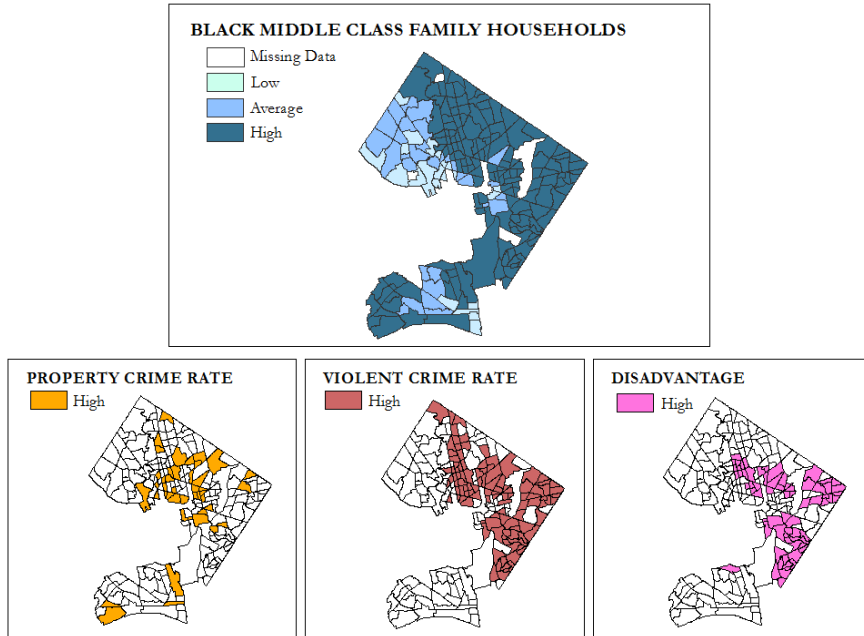 BLACK MIDDLE CLASS FAMILY HOUSEHOLDS
Missing Data
Low
Average
High
PROPERTY CRIME RATE
High
VIOLENT CRIME RATE
High
DISADVANTAGE
High